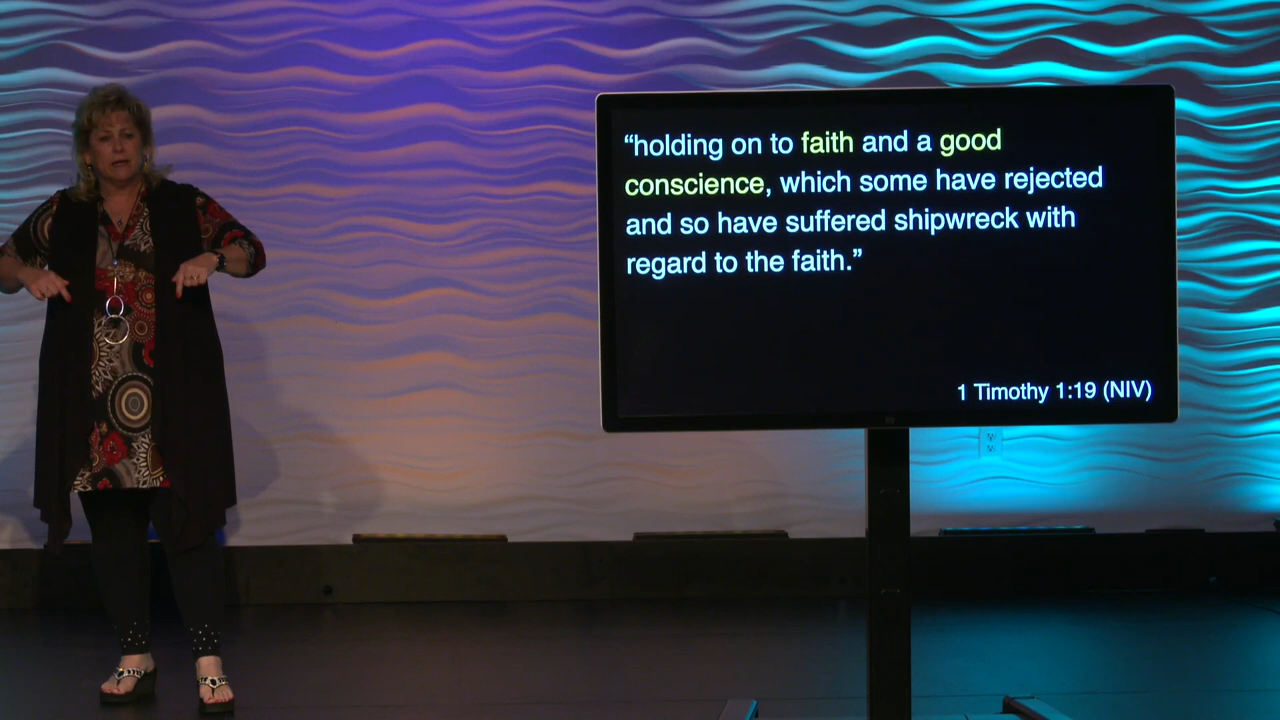 “holding on to faith and a good
conscience, which some have rejected
and so have suffered shipwreck with
regard to the faith.”
1 Timothy 1:19 (NIV)